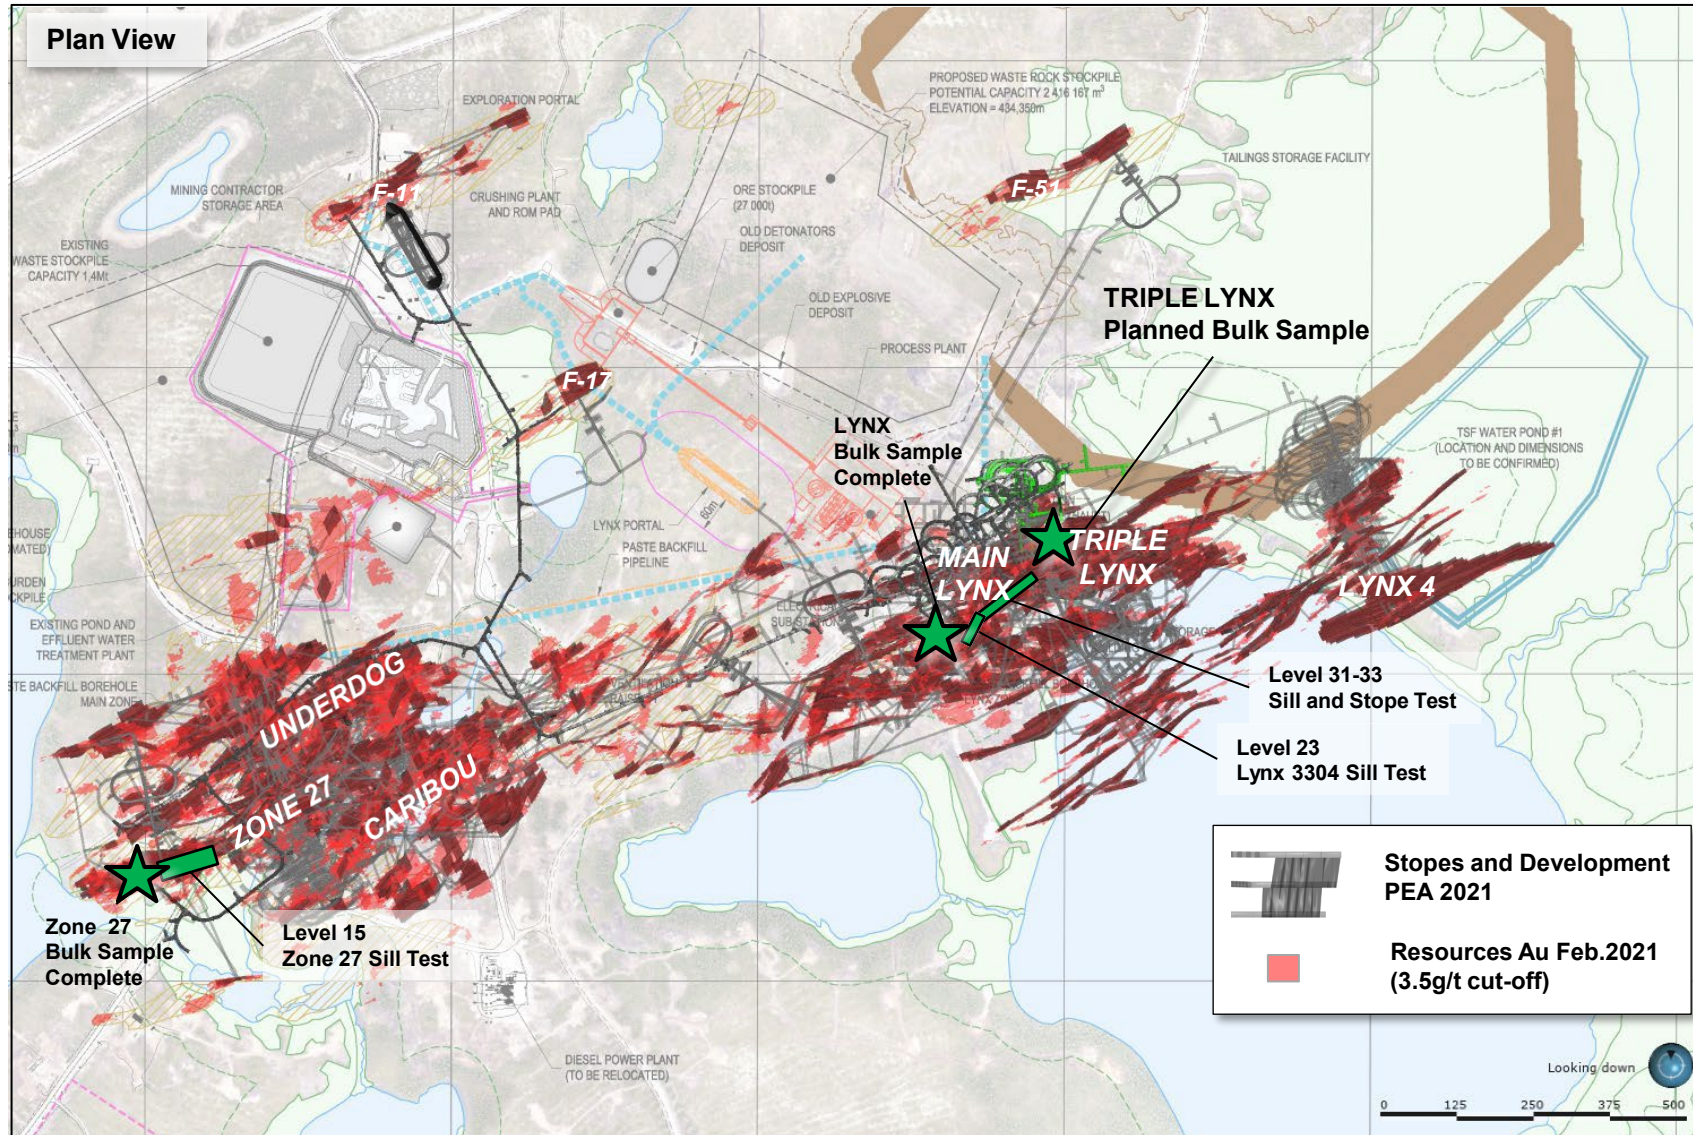 Plan View
EXPLORATION PORTAL
PROPOSED WASTE ROCK STOCKPILE
POTENTIAL CAPACITY 2 416 167 m³
ELEVATION = 434,350m
TAILINGS STORAGE FACILITY
F-11
F-51
MINING CONTRACTOR
STORAGE AREA
CRUSHING PLANT
AND ROM PAD
ORE STOCKPILE
(27 000t)
OLD DETONATORS
DEPOSIT
EXISTING
WASTE STOCKPILE
CAPACITY 1,4Mt
OLD EXPLOSIVE
DEPOSIT
TRIPLE LYNX
Planned Bulk Sample
PROCESS PLANT
F-17
LYNX
Bulk Sample
Complete
TSF WATER POND #1
(LOCATION AND DIMENSIONS
TO BE CONFIRMED)
60m
LYNX PORTAL
PASTE BACKFILL
PIPELINE
MAIN
LYNX
TRIPLE
LYNX
LYNX 4
SUB-STATION
EXISTING POND AND
EFFLUENT WATER
TREATMENT PLANT
BACKFILL BOREHOLE
MAIN ZONE
UNDERDOG
ZONE 27
CARIBOU
Level 31-33
Sill and Stope Test
Level 23
Lynx 3304 Sill Test
Zone 27
Bulk Sample
Complete
Level 15
Zone 27 Sill Test
Stopes and Development
PEA 2021
Resources Au Feb.2021
(3.5g/t cut-off)
DIESEL POWER PLANT
(TO BE RELOCATED)
Looking down
0 125 250 375 500